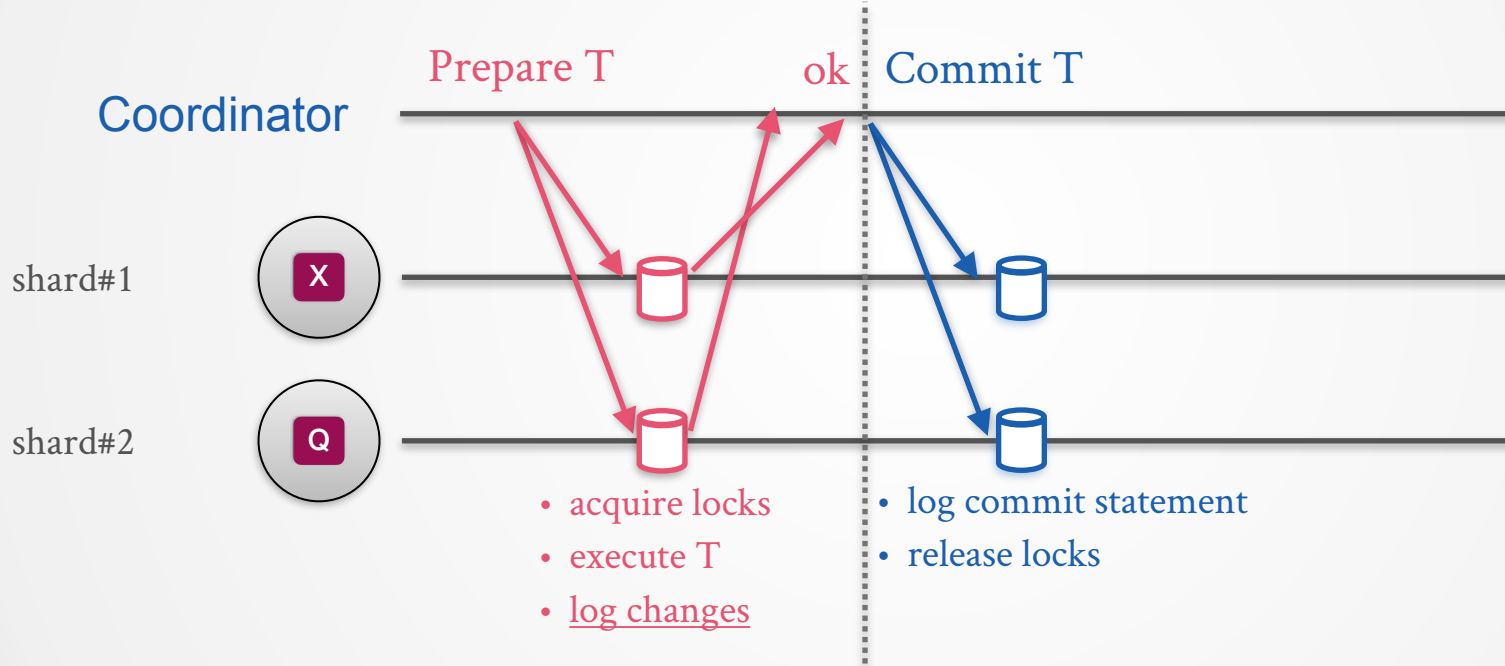 Prepare T
ok
Commit T
Coordinator
shard#1
X
shard#2
Q
• acquire locks
• execute T
• log changes
• log commit statement
• release locks